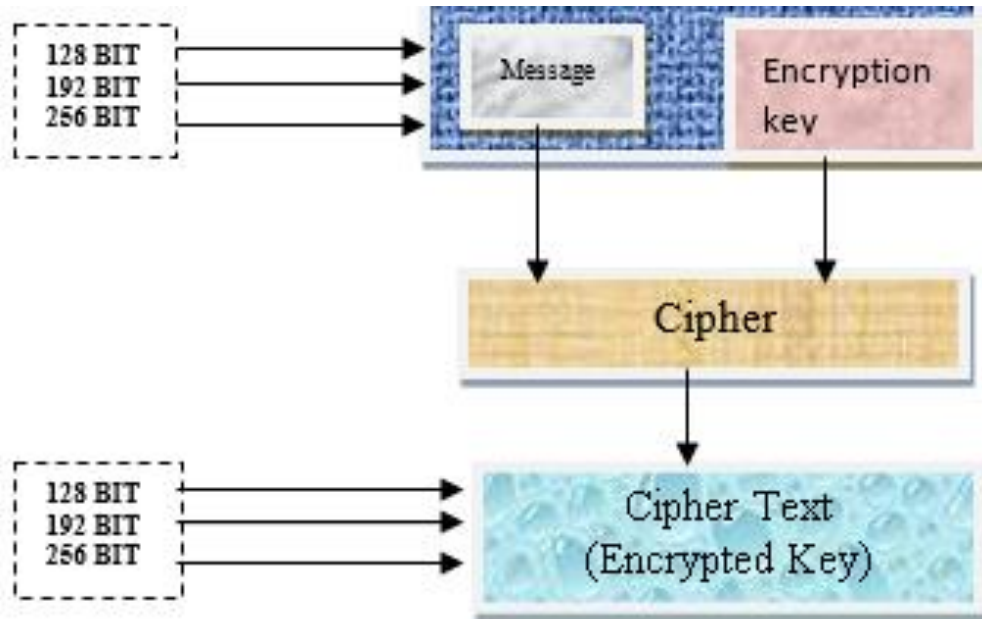 128 BIT
192 BIT
256 BIT
Message
Encryption
key
Cipher
128 BIT
192 BIT
256 BIT
Cipher Text
(Encrypted Key)